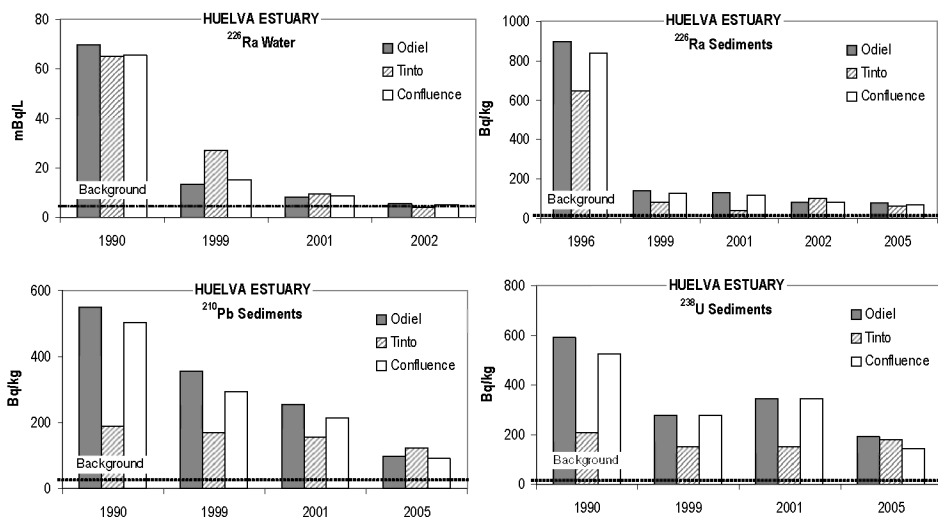 HUELVA ESTUARY
226Ra Water
mBq/L
80
60
40
20
0
Odiel
Tinto
Confluence
Background
1990
1999
2001
2002
HUELVA ESTUARY
226Ra Sediments
Bq/kg
1000
800
600
400
200
0
Odiel
Tinto
Confluence
Background
1996
1999
2001
2002
2005
HUELVA ESTUARY
210Pb Sediments
Bq/kg
600
400
200
0
Odiel
Tinto
Confluence
Background
1990
1999
2001
2005
HUELVA ESTUARY
238U Sediments
Bq/kg
800
600
400
200
0
Odiel
Tinto
Confluence
Background
1990
1999
2001
2005